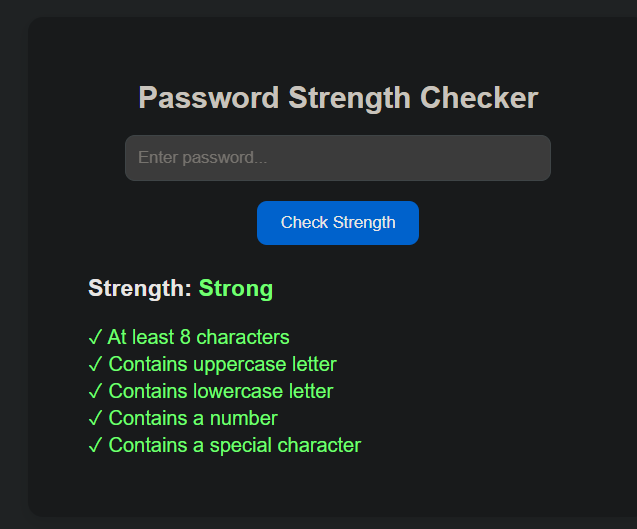 Password Strength Checker
Enter password...
Check Strength
Strength: Strong
✓ At least 8 characters
✓ Contains uppercase letter
✓ Contains lowercase letter
✓ Contains a number
✓ Contains a special character